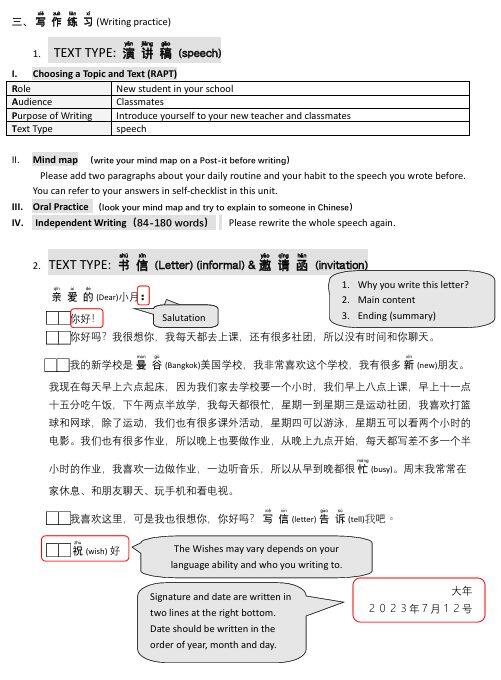 三、 写作练习 (Writing practice)
xiě zuò liàn xí
1. TEXT TYPE: 演讲稿 (speech)
yǎn jiǎng gǎo
I. Choosing a Topic and Text (RAPT)
Role New student in your school
Audience Classmates
Purpose of Writing Introduce yourself to your new teacher and classmates
Text Type speech
II. Mind map (write your mind map on a Post-it before writing)
Please add two paragraphs about your daily routine and your habit to the speech you wrote before.
You can refer to your answers in self-checklist in this unit.
III. Oral Practice (look your mind map and try to explain to someone in Chinese)
IV. Independent Writing (84-180 words) Please rewrite the whole speech again.
2. TEXT TYPE: 书信 (Letter) (informal) & 邀请函 (invitation)
shū xìn yāo qǐng hán
1. Why you write this letter?
2. Main content
3. Ending (summary)
qīn ài de
亲爱的 (Dear)小月：
Salutation
你好！
你好吗？我很想你，我每天都去上课，还有很多社团，所以没有时间和你聊天。
màn gǔ xīn
我的新学校是曼谷(Bangkok)美国学校，我非常喜欢这个学校，我有很多新(new)朋友。
我现在每天早上六点起床，因为我们家去学校要一个小时，我们早上八点上课，早上十一点
十五分吃午饭，下午两点半放学，我每天都很忙，星期一到星期三是运动社团，我喜欢打篮
球和网球，除了运动，我们也有很多课外活动，星期四可以游泳，星期五可以看两个小时的
电影。我们也有很多作业，所以晚上也要做作业，从晚上九点开始，每天都写差不多一个半
máng
小时的作业，我喜欢一边做作业，一边听音乐，所以从早到晚都很忙(busy)。周末我常常在
家休息、和朋友聊天、玩手机和看电视。
xiě xìn gào sù
我喜欢这里，可是我也很想你，你好吗？写信(letter)告诉(tell)我吧。
zhù
祝(wish) 好
The Wishes may vary depends on your
language ability and who you writing to.
Signature and date are written in
two lines at the right bottom.
Date should be written in the
order of year, month and day.
大年
２０２３年７月１２号